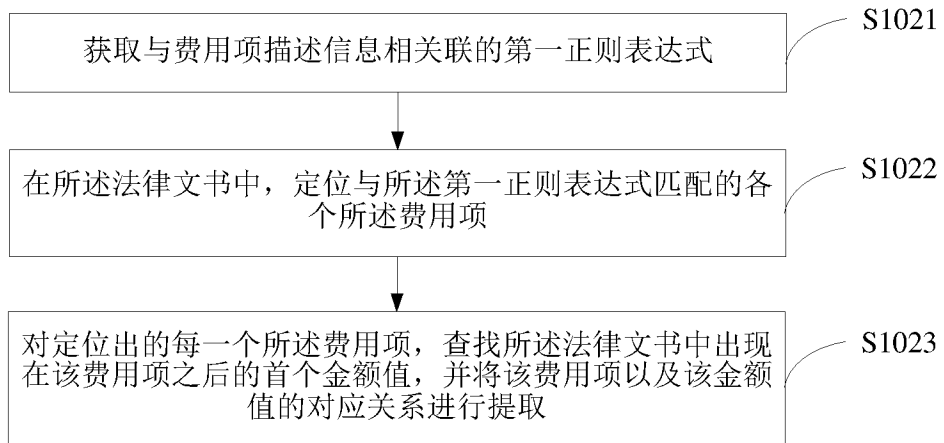 S1021
获取与费用项描述信息相关联的第一正则表达式
S1022
在所述法律文书中，定位与所述第一正则表达式匹配的各
个所述费用项
S1023
对定位出的每一个所述费用项，查找所述法律文书中出现
在该费用项之后的首个金额值，并将该费用项以及该金额
值的对应关系进行提取